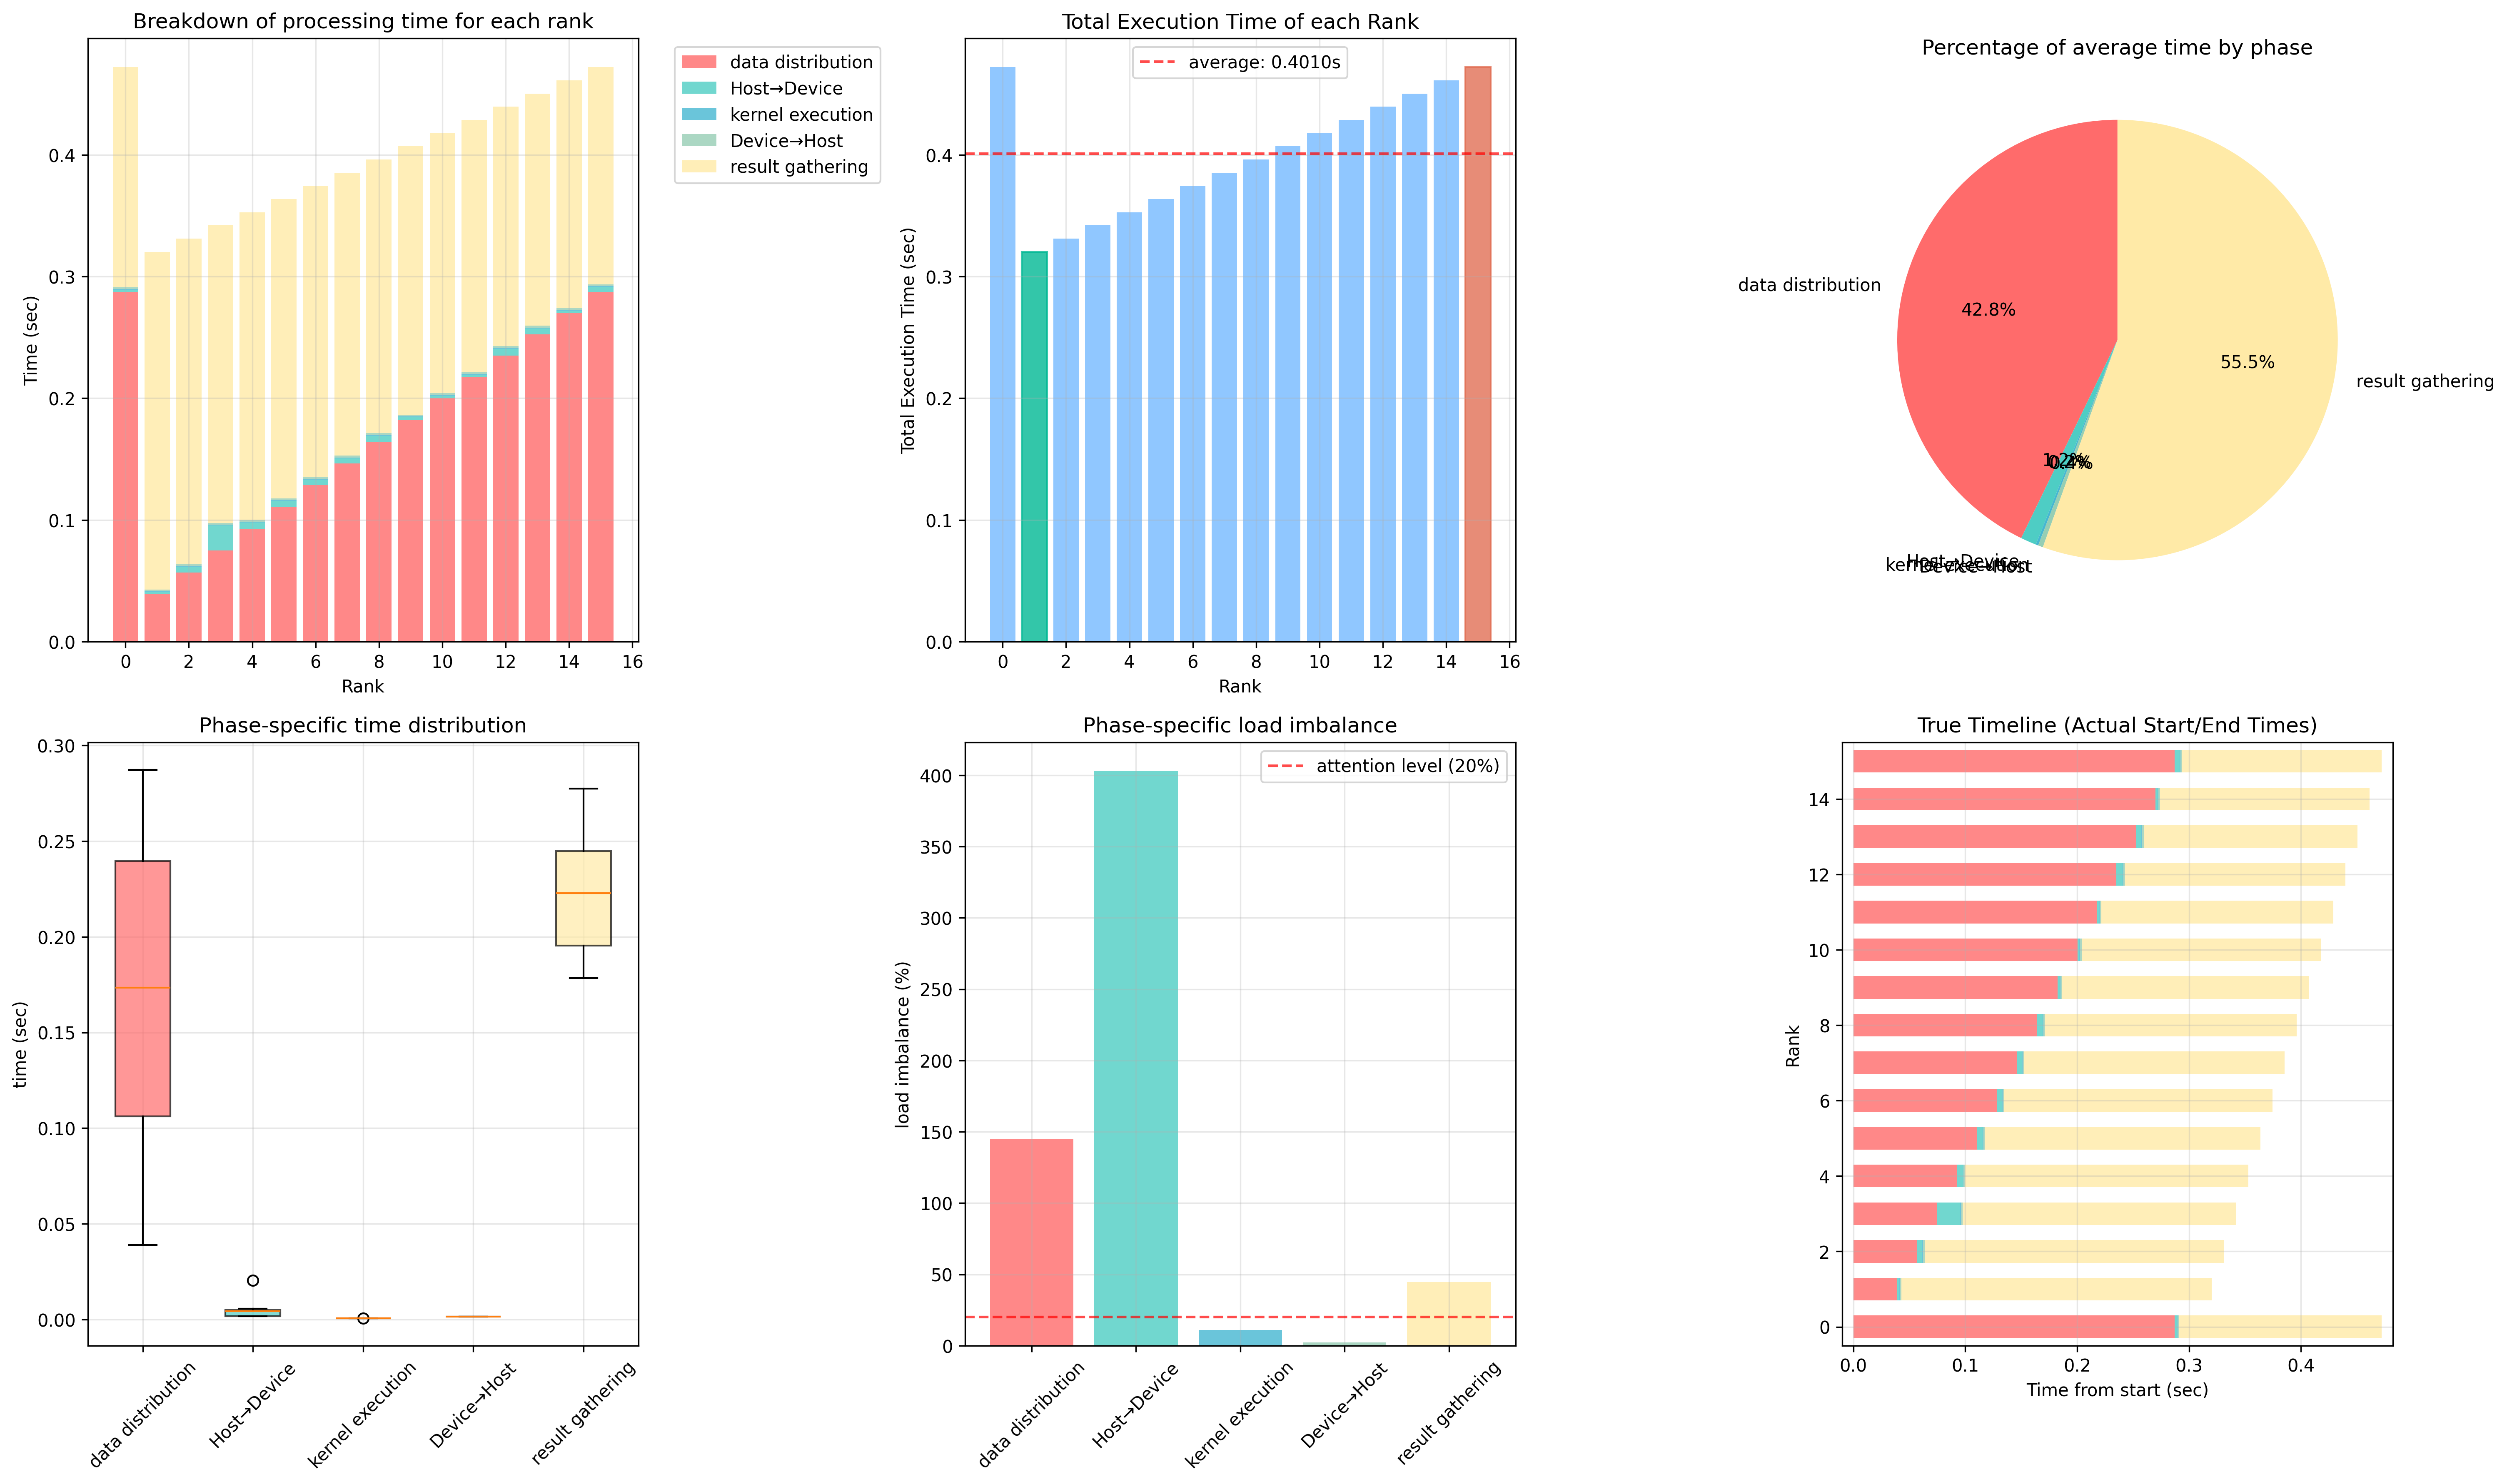 Breakdown of processing time for each rank
Time (sec)
0.4
0.3
0.2
0.1
0.0
0 2 4 6 8 10 12 14 16
Rank
data distribution
Host→Device
kernel execution
Device→Host
result gathering
Total Execution Time of each Rank
average: 0.4010s
Total Execution Time (sec)
0.4
0.3
0.2
0.1
0.0
0 2 4 6 8 10 12 14 16
Rank
Percentage of average time by phase
data distribution
42.8%
55.5%
result gathering
1.2%
Host→Device
kernel execution
Device→Host
Phase-specific time distribution
time (sec)
0.30
0.25
0.20
0.15
0.10
0.05
0.00
data distribution
Host→Device
kernel execution
Device→Host
result gathering
Phase-specific load imbalance
attention level (20%)
load imbalance (%)
400
350
300
250
200
150
100
50
0
data distribution
Host→Device
kernel execution
Device→Host
result gathering
True Timeline (Actual Start/End Times)
Rank
14
12
10
8
6
4
2
0
0.0 0.1 0.2 0.3 0.4
Time from start (sec)